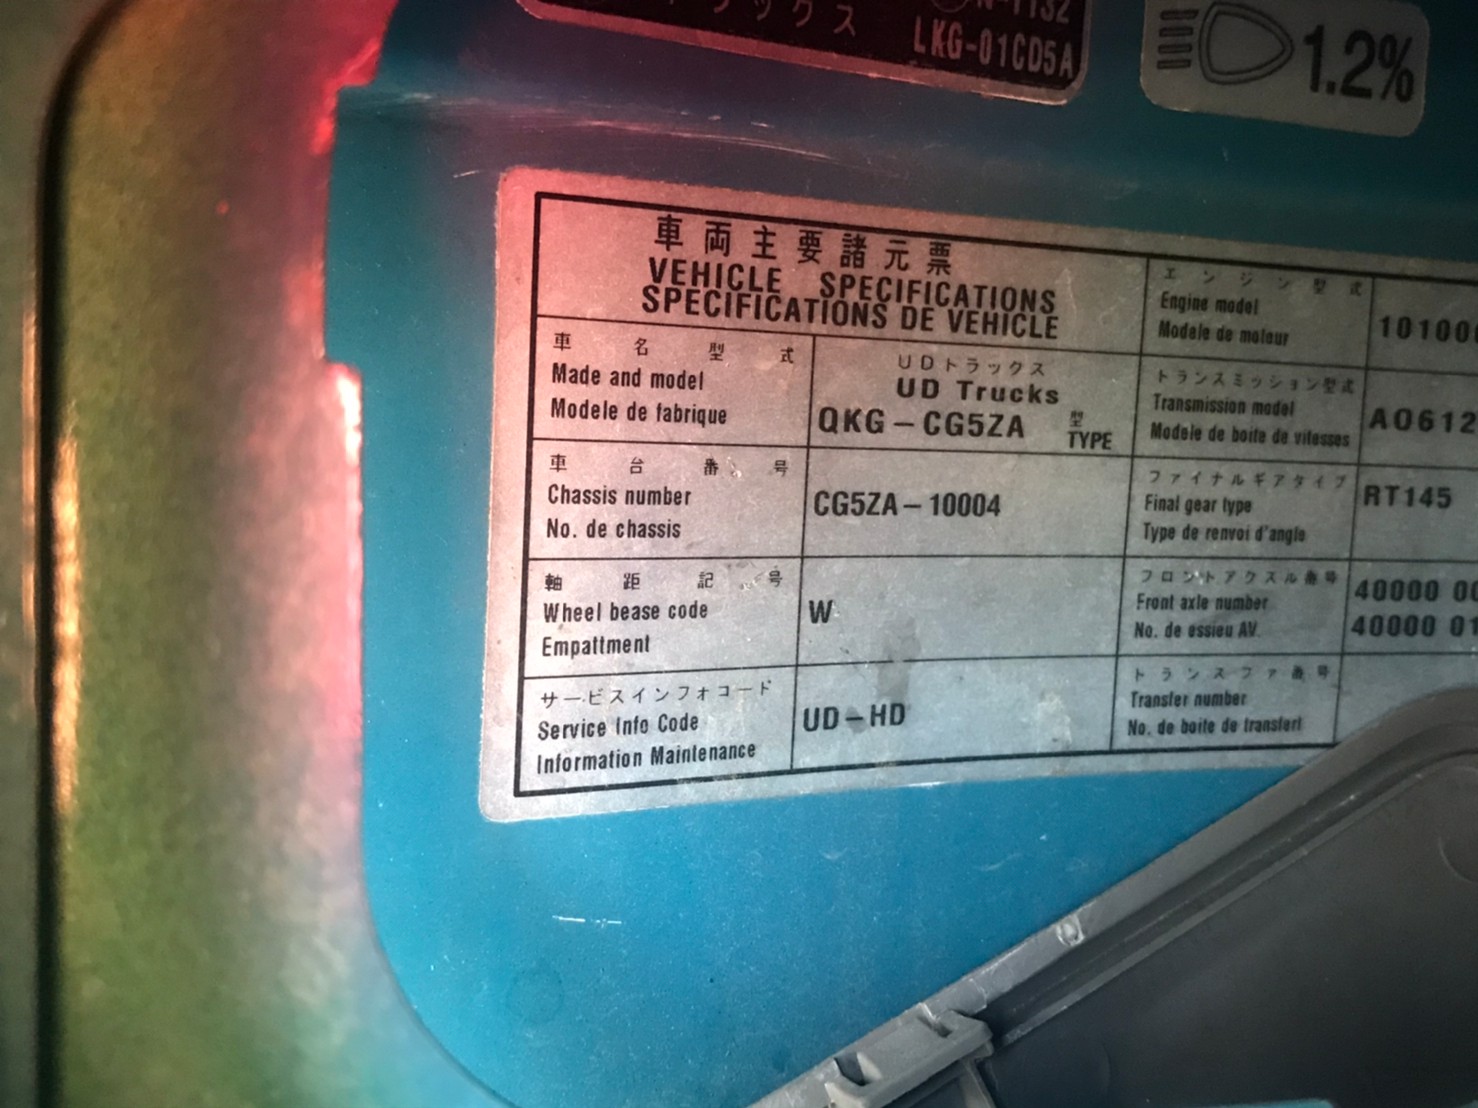 トラックス
LKG-01CD5A
1.2%
車両主要諸元票
VEHICLE SPECIFICATIONS
SPECIFICATIONS DE VEHICLE
車名型式
Made and model
Modele de fabrique
UDトラックス
UD Trucks
QKG-CG5ZA 型
TYPE
車台番号
Chassis number
No. de chassis
CG5ZA-10004
軸距記号
Wheel bease code
Empattment
W
サービスインフォコード
Service Info Code
Information Maintenance
UD-HD
エンジン型式
Engine model
Modele de moteur
トランスミッション型式
Transmission model
Modele de boite de vitesses
ファイナルギアタイプ
Final gear type
Type de renvoi d'angle
RT145
フロントアクスル番号
Front axle number
No. de essieu AV.
40000
40000
トランスファ番号
Transfer number
No. de boite de transfert